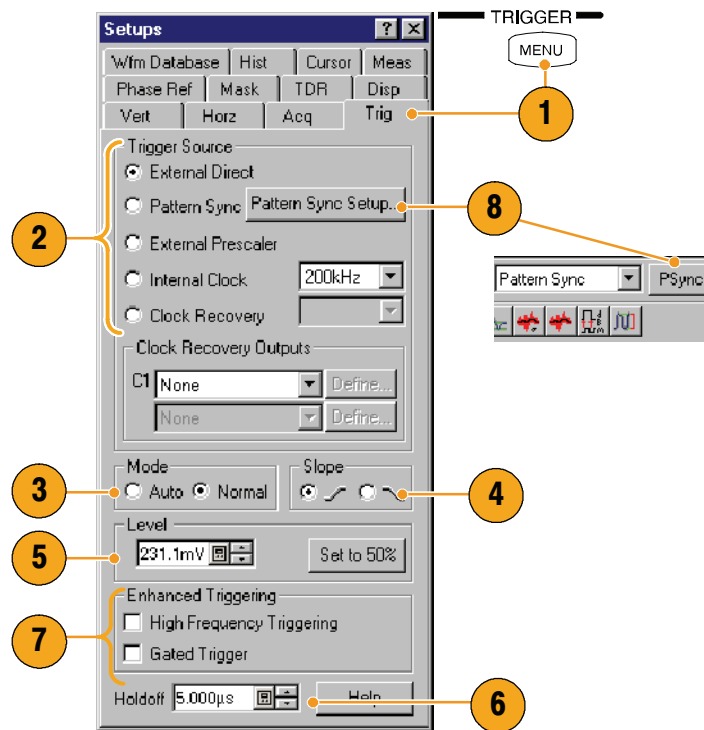 TRIGGER
Setups ? ×
MENU
Wfm Database Hist Cursor Meas
Phase Ref Mask TDR Disp
Vert Horz Acq Trig
1
Trigger Source
External Direct
Pattern Sync Pattern Sync Setup..
8
2
External Prescaler
Internal Clock 200kHz
Pattern Sync PSync
Clock Recovery
Clock Recovery Outputs
C1 None Define...
None Define...
Mode
Slope
3
Auto Normal
4
Level
5
231.1mV Set to 50%
Enhanced Triggering
High Frequency Triggering
7
Gated Trigger
Holdoff 5.000µs Help
6